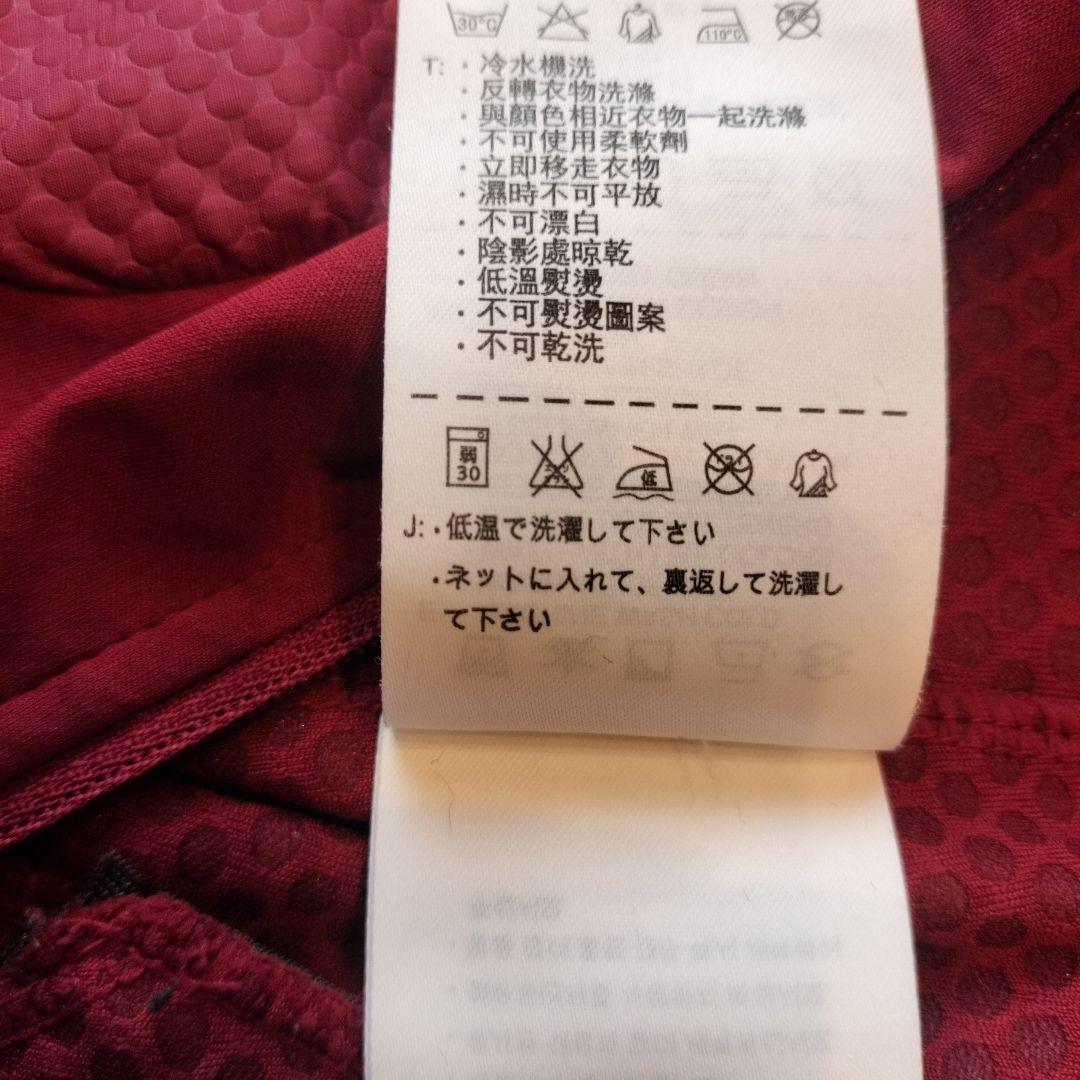 30°C 110°C
T: · 冷水機洗
· 反轉衣物洗滌
· 與顏色相近衣物一起洗滌
· 不可使用柔軟劑
· 立即移走衣物
· 濕時不可平放
· 不可漂白
· 陰影處晾乾
· 低溫熨燙
· 不可熨燙圖案
· 不可乾洗
弱 30 低
J: ·低温で洗濯して下さい
·ネットに入れて、裏返して洗濯し
て下さい